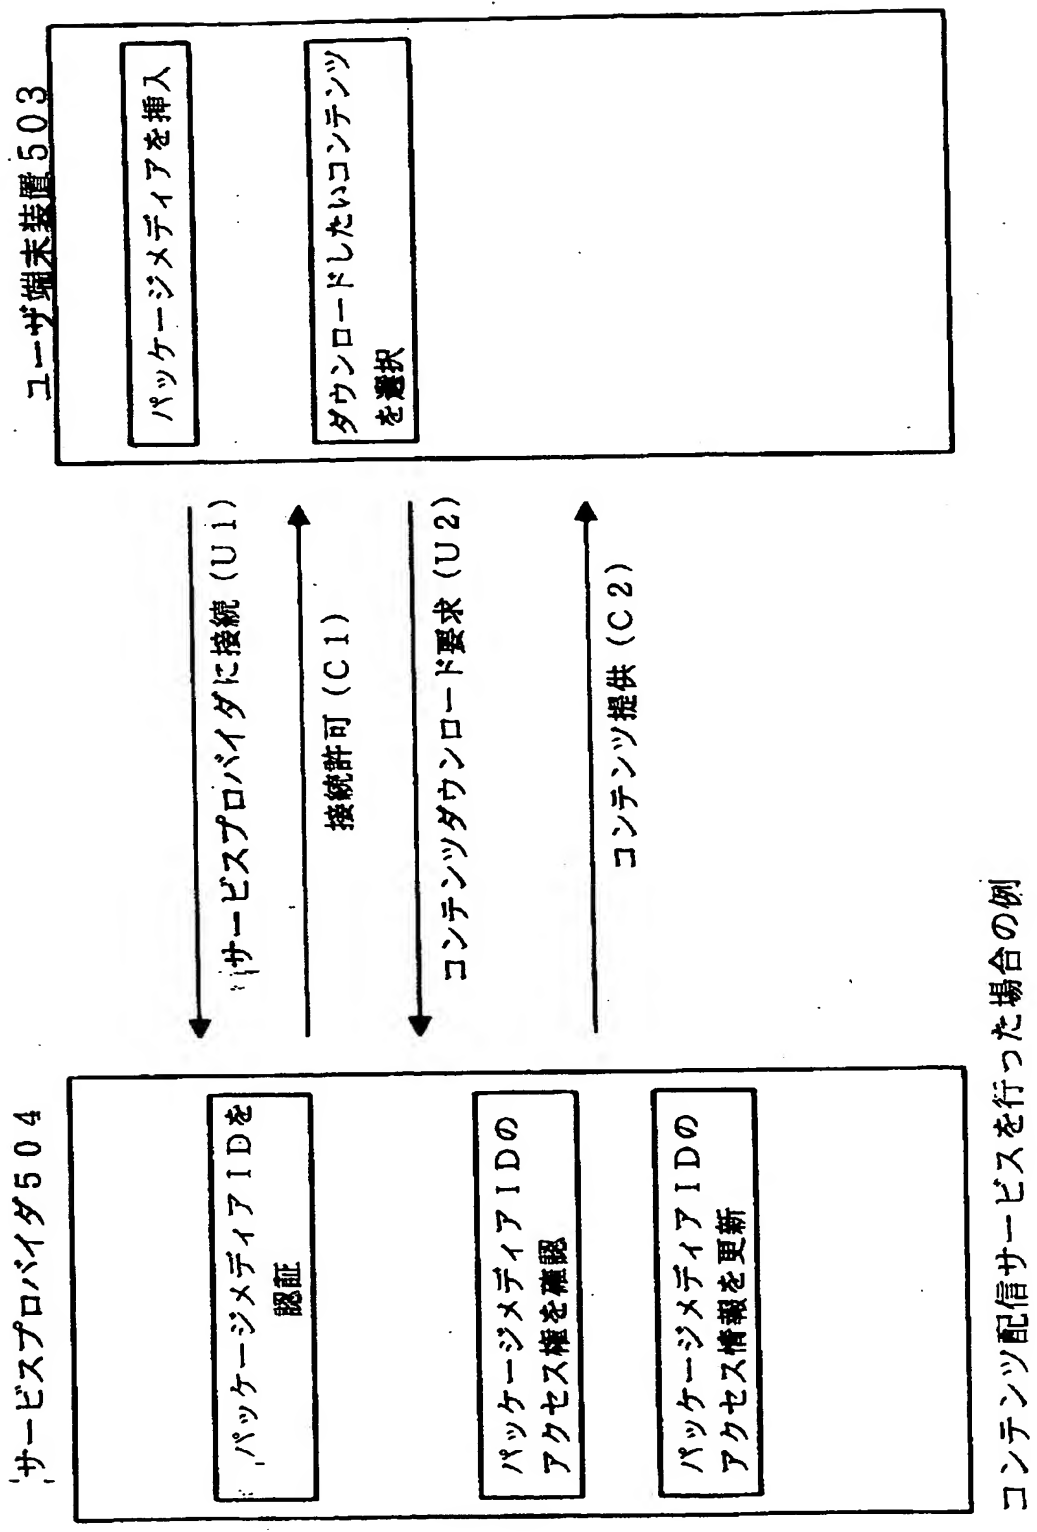 サービスプロバイダ504
ユーザ端末装置503
パッケージメディアを挿入
サービスプロバイダに接続(U1)
パッケージメディアIDを
認証
接続許可(C1)
ダウンロードしたいコンテンツ
を選択
コンテンツダウンロード要求(U2)
パッケージメディアIDの
アクセス権を確認
コンテンツ提供(C2)
パッケージメディアIDの
アクセス情報を更新
コンテンツ配信サービスを行った場合の例